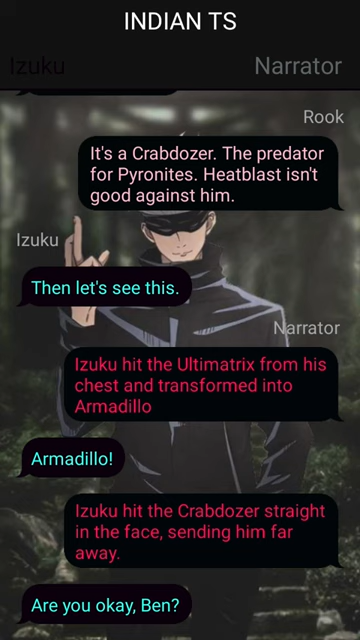 INDIAN TS
Izuku Narrator
Rook
It's a Crabdozer. The predator
for Pyronites. Heatblast isn't
good against him.
Izuku
Then let's see this.
Narrator
Izuku hit the Ultimatrix from his
chest and transformed into
Armadillo
Armadillo!
Izuku hit the Crabdozer straight
in the face, sending him far
away.
Are you okay, Ben?